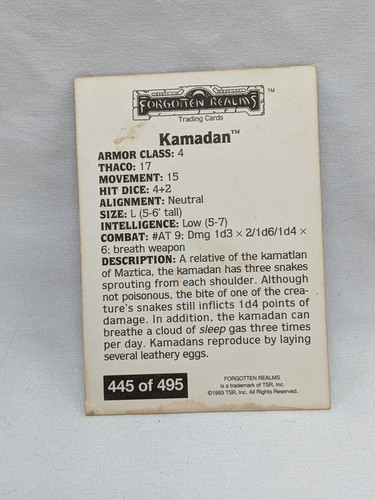 FORGOTTEN REALMS™
Trading Cards
Kamadan™
ARMOR CLASS: 4
THACO: 17
MOVEMENT: 15
HIT DICE: 4+2
ALIGNMENT: Neutral
SIZE: L (5-6' tall)
INTELLIGENCE: Low (5-7)
COMBAT: #AT 9; Dmg 1d3 × 2/1d6/1d4 ×
6; breath weapon
DESCRIPTION: A relative of the kamatlan
of Maztica, the kamadan has three snakes
sprouting from each shoulder. Although
not poisonous, the bite of one of the crea-
ture's snakes still inflicts 1d4 points of
damage. In addition, the kamadan can
breathe a cloud of sleep gas three times
per day. Kamadans reproduce by laying
several leathery eggs.
445 of 495
FORGOTTEN REALMS
is a trademark of TSR, Inc.
©1993 TSR, Inc. All Rights Reserved.